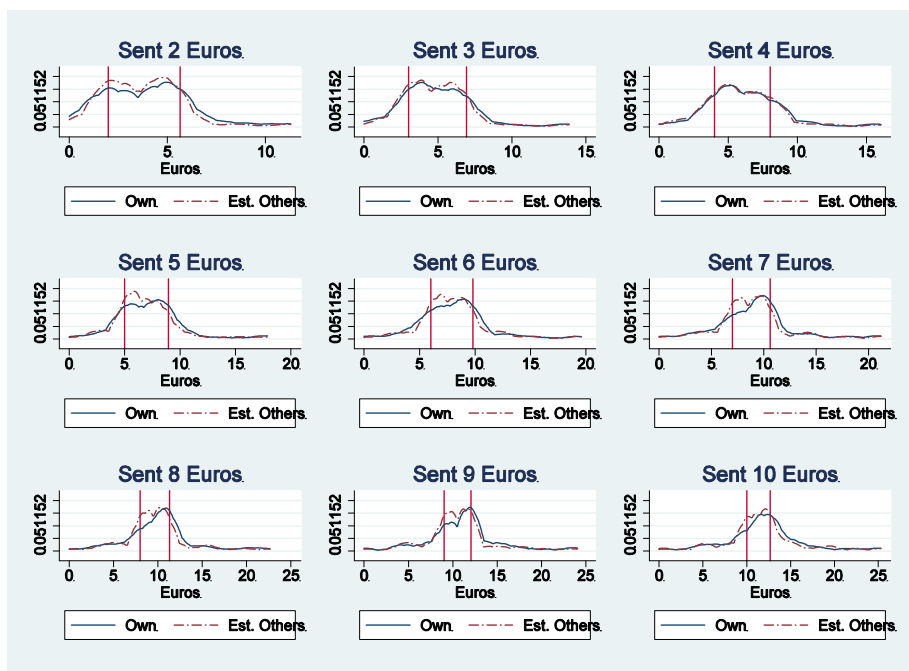 Sent 2 Euros.
Sent 3 Euros.
Sent 4 Euros.
0.051152
0.051152
0.051152
0. 5. 10.
0. 5. 10. 15.
0. 5. 10. 15.
Euros.
Euros.
Euros.
Own. Est. Others.
Own. Est. Others.
Own. Est. Others.
Sent 5 Euros.
Sent 6 Euros.
Sent 7 Euros.
0.051152
0.051152
0.051152
0. 5. 10. 15. 20.
0. 5. 10. 15. 20.
0. 5. 10. 15. 20.
Euros.
Euros.
Euros.
Own. Est. Others.
Own. Est. Others.
Own. Est. Others.
Sent 8 Euros.
Sent 9 Euros.
Sent 10 Euros.
0.051152
0.051152
0.051152
0. 5. 10. 15. 20. 25.
0. 5. 10. 15. 20. 25.
0. 5. 10. 15. 20. 25.
Euros.
Euros.
Euros.
Own. Est. Others.
Own. Est. Others.
Own. Est. Others.